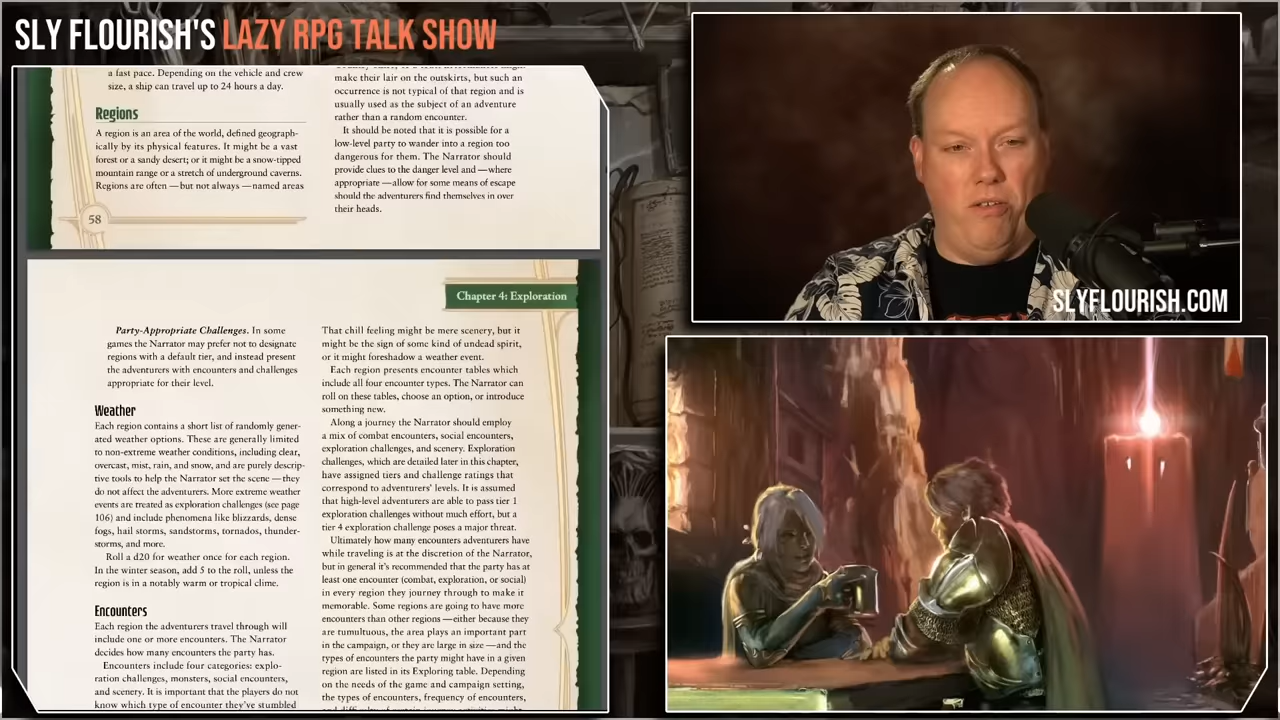 SLY FLOURISH'S LAZY RPG TALK SHOW
a fast pace. Depending on the vehicle and crew
size, a ship can travel up to 24 hours a day.
Regions
A region is an area of the world, defined geograph-
ically by its physical features. It might be a vast
forest or a sandy desert; or it might be a snow-tipped
mountain range or a stretch of underground caverns.
Regions are often —but not always —named areas
58
make their lair on the outskirts, but such an
occurrence is not typical of that region and is
usually used as the subject of an adventure
rather than a random encounter.
It should be noted that it is possible for a
low-level party to wander into a region too
dangerous for them. The Narrator should
provide clues to the danger level and —where
appropriate —allow for some means of escape
should the adventurers find themselves in over
their heads.
Chapter 4: Exploration
Party-Appropriate Challenges. In some
games the Narrator may prefer not to designate
regions with a default tier, and instead present
the adventurers with encounters and challenges
appropriate for their level.
Weather
Each region contains a short list of randomly gener-
ated weather options. These are generally limited
to non-extreme weather conditions, including clear,
overcast, mist, rain, and snow, and are purely descrip-
tive tools to help the Narrator set the scene —they
do not affect the adventurers. More extreme weather
events are treated as exploration challenges (see page
106) and include phenomena like blizzards, dense
fogs, hail storms, sandstorms, tornados, thunder-
storms, and more.
Roll a d20 for weather once for each region.
In the winter season, add 5 to the roll, unless the
region is in a notably warm or tropical clime.
Encounters
Each region the adventurers travel through will
include one or more encounters. The Narrator
decides how many encounters the party has.
Encounters include four categories: explo-
ration challenges, monsters, social encounters,
and scenery. It is important that the players do not
know which type of encounter they've stumbled
That chill feeling might be mere scenery, but it
might be the sign of some kind of undead spirit,
or it might foreshadow a weather event.
Each region presents encounter tables which
include all four encounter types. The Narrator can
roll on these tables, choose an option, or introduce
something new.
Along a journey the Narrator should employ
a mix of combat encounters, social encounters,
exploration challenges, and scenery. Exploration
challenges, which are detailed later in this chapter,
have assigned tiers and challenge ratings that
correspond to adventurers' levels. It is assumed
that high-level adventurers are able to pass tier 1
exploration challenges without much effort, but a
tier 4 exploration challenge poses a major threat.
Ultimately how many encounters adventurers have
while traveling is at the discretion of the Narrator,
but in general it's recommended that the party has at
least one encounter (combat, exploration, or social)
in every region they journey through to make it
memorable. Some regions are going to have more
encounters than other regions —either because they
are tumultuous, the area plays an important part
in the campaign, or they are large in size —and the
types of encounters the party might have in a given
region are listed in its Exploring table. Depending
on the needs of the game and campaign setting,
the types of encounters, frequency of encounters,
SLYFLOURISH.COM